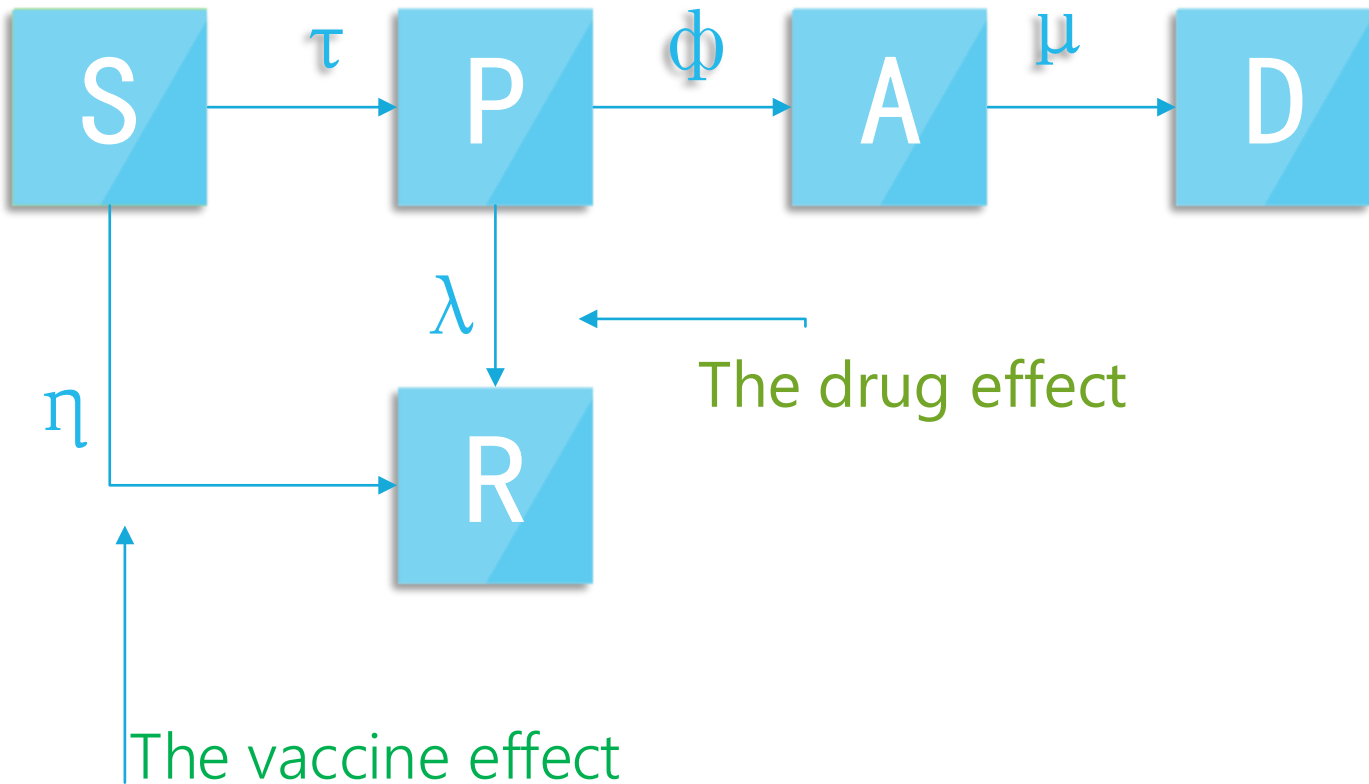 τ
ф
μ
S
P
A
D
λ
The drug effect
η
R
The vaccine effect